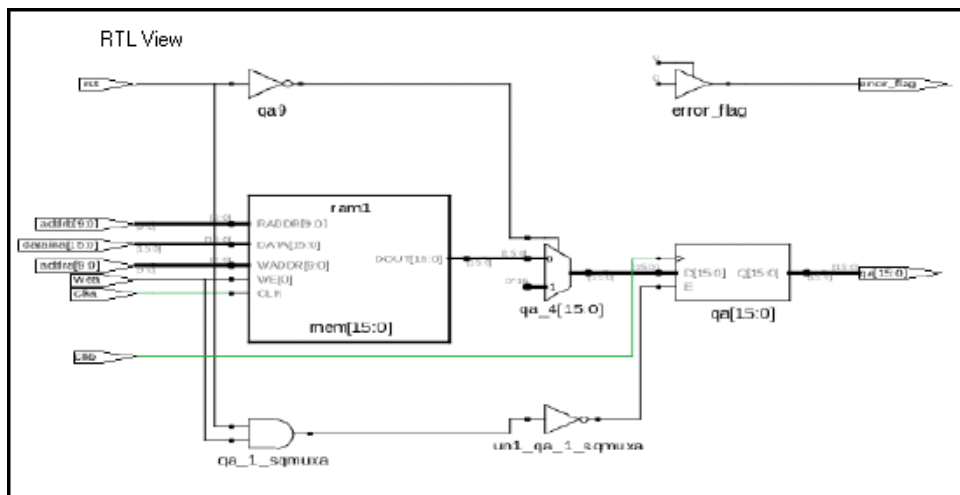 RTL View
rst
qa9
error_flag
error_flag
ram1
addrb[9:0]
RADDR[9:0]
DATA[15:0]
DOUT[15:0]
addra[9:0]
WADDR[9:0]
wea
WE[0]
clka
CLK
mem[15:0]
0
1
qa_4[15:0]
D[15:0]
Q[15:0]
E
qa[15:0]
qa[15:0]
clkb
qa_1_sqmuxa
un1_qa_1_sqmuxa